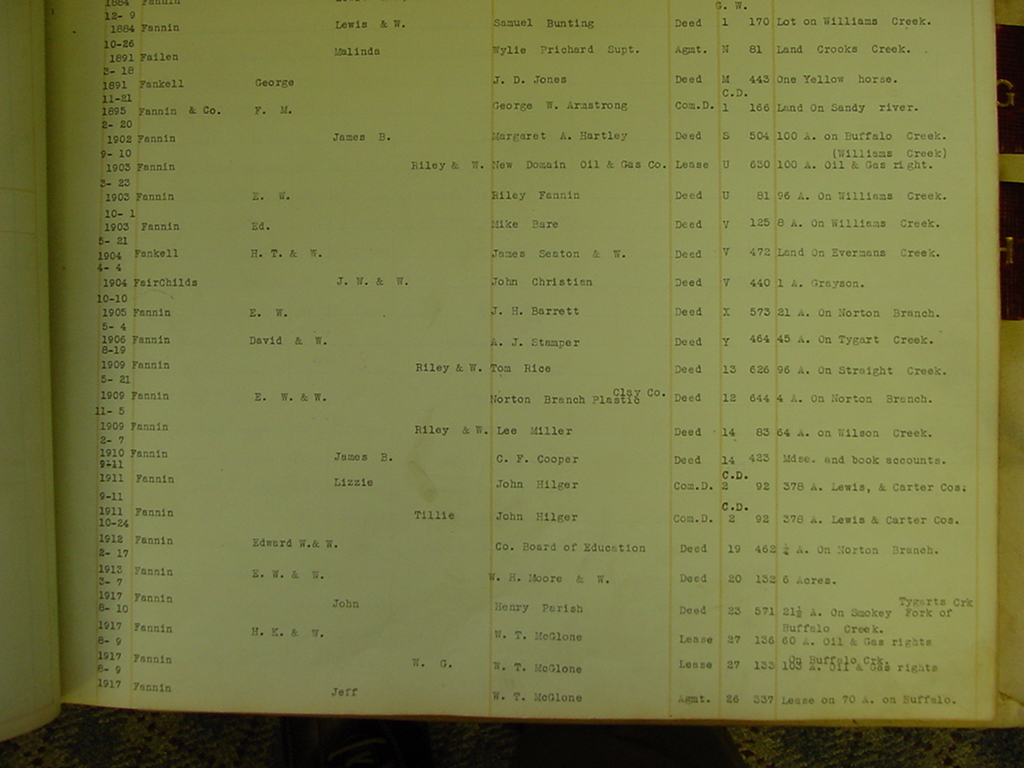 1884 Fannin
G. W.
12- 9
1884 Fannin Lewis & W. Samuel Bunting Deed 1 170 Lot on Williams Creek.
10-26
1891 Failen Malinda Wylie Prichard Supt. Agmt. N 81 Land Crooks Creek.
3- 18
1891 Fankell George J. D. Jones Deed M 443 One Yellow horse.
11-21 C.D.
1895 Fannin & Co. F. M. George W. Armstrong Com.D. 1 166 Land On Sandy river.
2- 20
1902 Fannin James B. Margaret A. Hartley Deed S 504 100 A. on Buffalo Creek.
9- 10 (Williams Creek)
1903 Fannin Riley & W. New Domain Oil & Gas Co. Lease U 630 100 A. Oil & Gas right.
3- 23
1903 Fannin E. W. Riley Fannin Deed U 81 96 A. On Williams Creek.
10- 1
1903 Fannin Ed. Mike Bare Deed V 125 8 A. On Williams Creek.
5- 21
1904 Fankell H. T. & W. James Seaton & W. Deed V 472 Land On Evermans Creek.
4- 4
1904 FairChilds J. W. & W. John Christian Deed V 440 1 A. Grayson.
10-10
1905 Fannin E. W. J. H. Barrett Deed X 573 21 A. On Norton Branch.
5- 4
1906 Fannin David & W. A. J. Stamper Deed Y 464 45 A. On Tygart Creek.
8-19
1909 Fannin Riley & W. Tom Rice Deed 13 626 96 A. On Straight Creek.
5- 21
1909 Fannin E. W. & W. Norton Branch Plastic Clay Co. Deed 12 644 4 A. On Norton Branch.
11- 5
1909 Fannin Riley & W. Lee Miller Deed 14 83 64 A. on Wilson Creek.
2- 7
1910 Fannin James B. C. F. Cooper Deed 14 423 Mdse. and book accounts.
9-11 C.D.
1911 Fannin Lizzie John Hilger Com.D. 2 92 378 A. Lewis, & Carter Cos.
9-11 C.D.
1911 Fannin Tillie John Hilger Com.D. 2 92 378 A. Lewis & Carter Cos.
10-24
1912 Fannin Edward W.& W. Co. Board of Education Deed 19 462 A. On Norton Branch.
2- 17
1913 Fannin E. W. & W. W. H. Moore & W. Deed 20 132 6 Acres.
3- 7
1917 Fannin John Henry Parish Deed 23 571 21½ A. On Smokey Fork of Tygarts Crk
8- 10 Buffalo Creek.
1917 Fannin H. K. & W. W. T. McGlone Lease 27 136 60 A. Oil & Gas rights
8- 9 On Buffalo Crk.
1917 Fannin W. G. W. T. McGlone Lease 27 133 103 A. Oil & Gas rights
8- 9
1917 Fannin Jeff W. T. McGlone Agmt. 26 337 Lease on 70 A. on Buffalo.
G
H